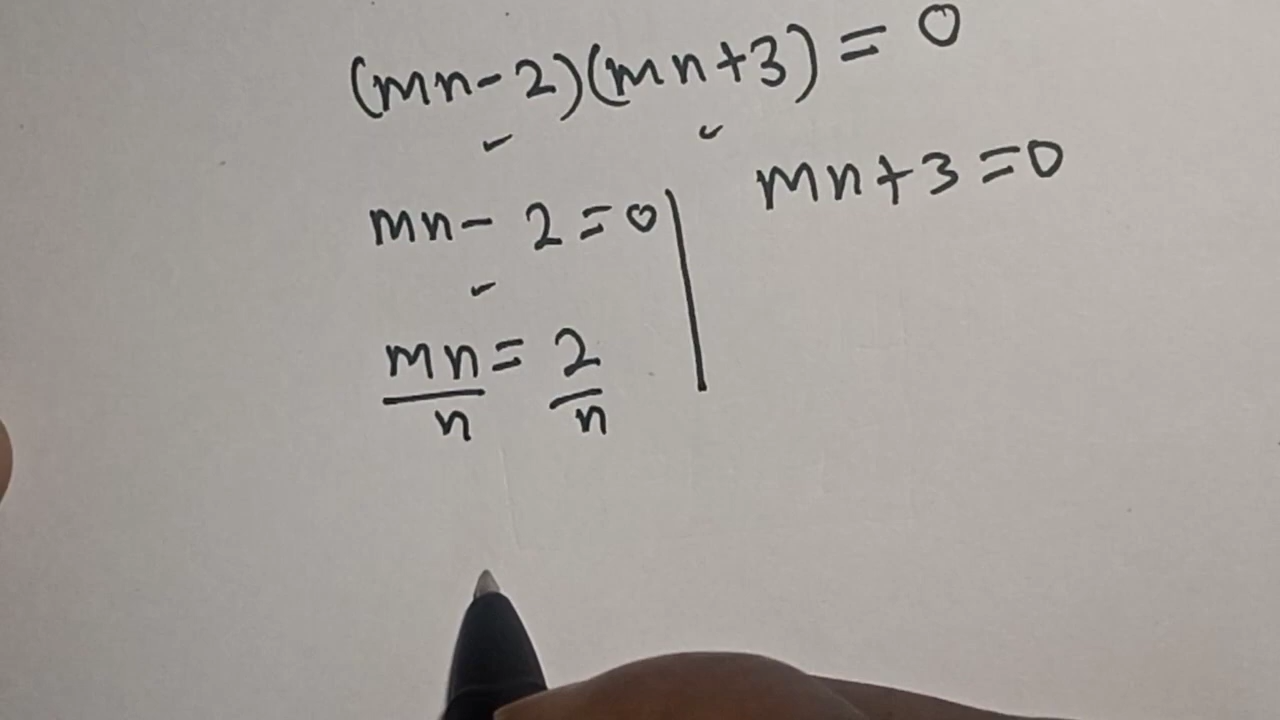 (mn-2)(mn+3) = 0
mn - 2 = 0 | mn + 3 = 0
mn/n = 2/n